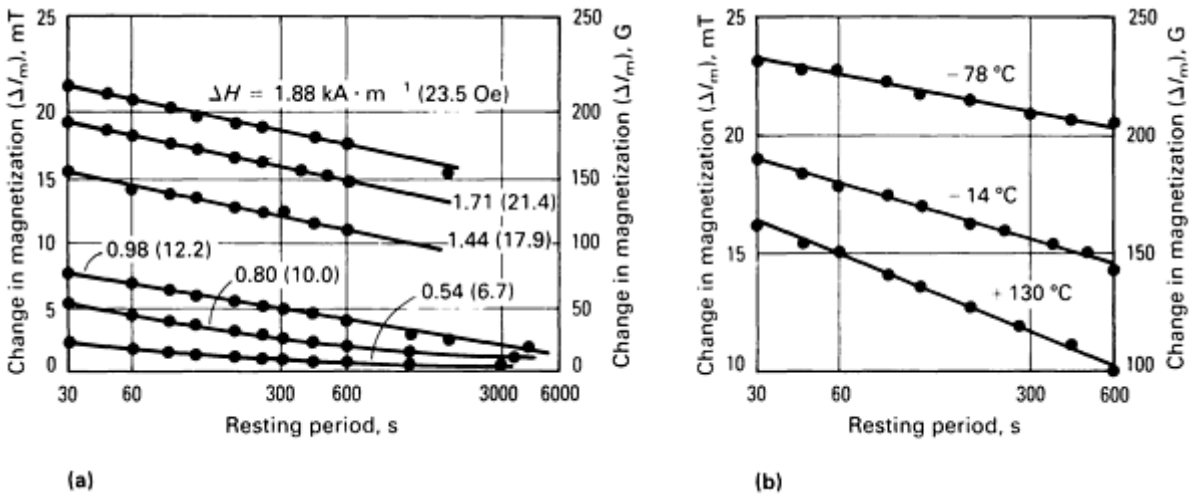 25
20
15
10
5
0
Change in magnetization (Δ/m), mT
250
200
150
100
50
0
Change in magnetization (Δ/m), G
ΔH = 1.88 kA · m 1 (23.5 Oe)
1.71 (21.4)
1.44 (17.9)
0.98 (12.2)
0.80 (10.0)
0.54 (6.7)
30 60 300 600 3000 6000
Resting period, s
(a)
25
20
15
10
Change in magnetization (Δ/m), mT
250
200
150
100
Change in magnetization (Δ/m), G
− 78 °C
− 14 °C
+ 130 °C
30 60 300 600
Resting period, s
(b)